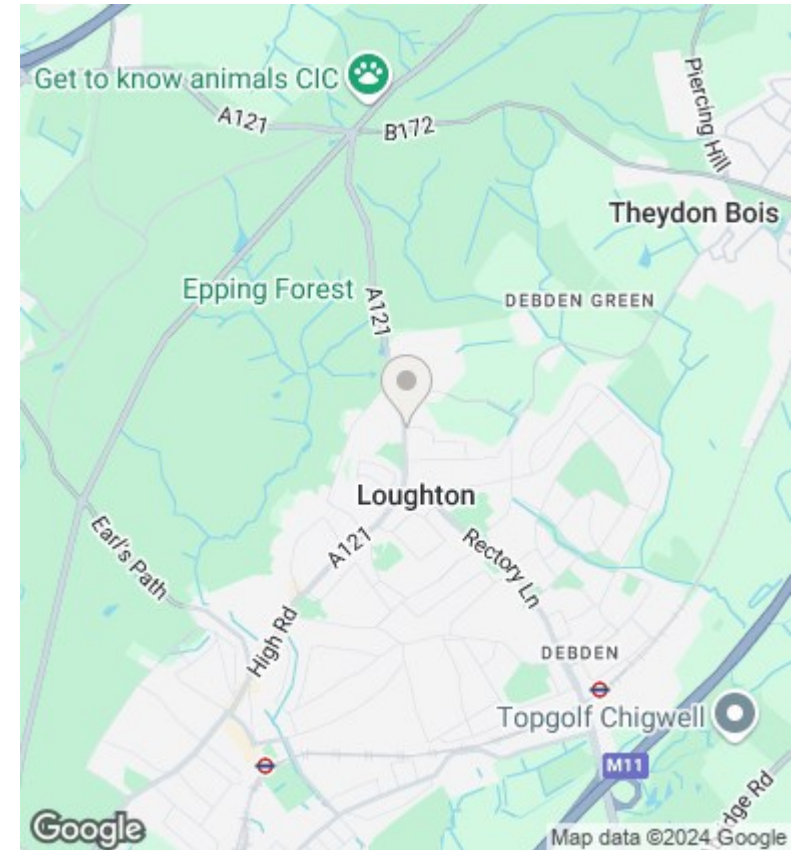 Get to know animals CIC
A121
B172
Piercing Hill
Theydon Bois
Epping Forest
A121
DEBDEN GREEN
Loughton
Earl's Path
A121
Rectory Ln
High Rd
DEBDEN
Topgolf Chigwell
M11
dge Rd
Google
Map data ©2024 Google